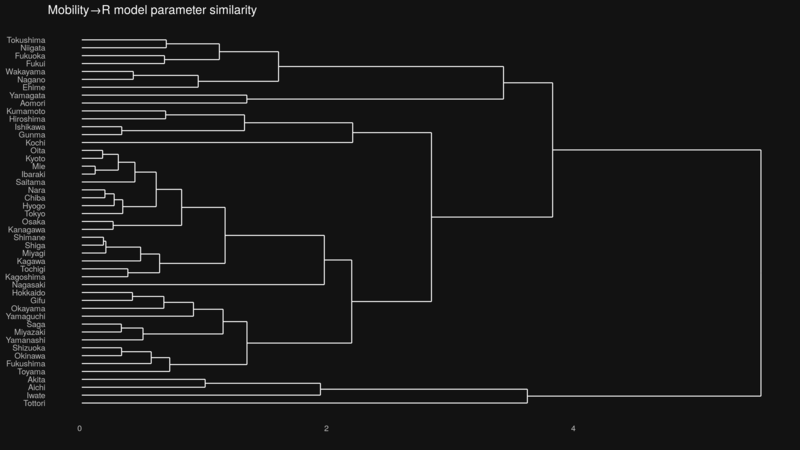 Mobility→R model parameter similarity
Tokushima
Niigata
Fukuoka
Fukui
Wakayama
Nagano
Ehime
Yamagata
Aomori
Kumamoto
Hiroshima
Ishikawa
Gunma
Kochi
Oita
Kyoto
Mie
Ibaraki
Saitama
Nara
Chiba
Hyogo
Tokyo
Osaka
Kanagawa
Shimane
Shiga
Miyagi
Kagawa
Tochigi
Kagoshima
Nagasaki
Hokkaido
Gifu
Okayama
Yamaguchi
Saga
Miyazaki
Yamanashi
Shizuoka
Okinawa
Fukushima
Toyama
Akita
Aichi
Iwate
Tottori
0 2 4